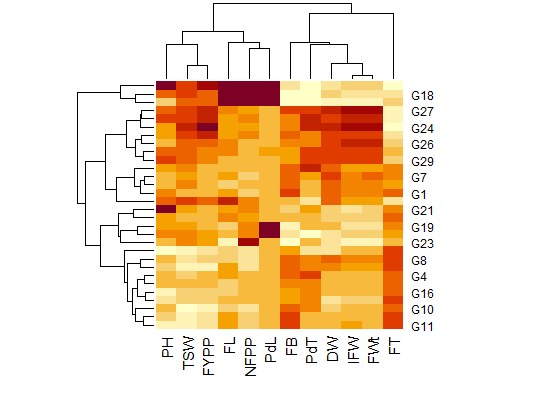 G18
G27
G24
G26
G29
G7
G1
G21
G19
G23
G8
G4
G16
G10
G11
PH
TSW
FYPP
FL
NFPP
PdL
FB
PdT
DW
IFW
FWt
FT